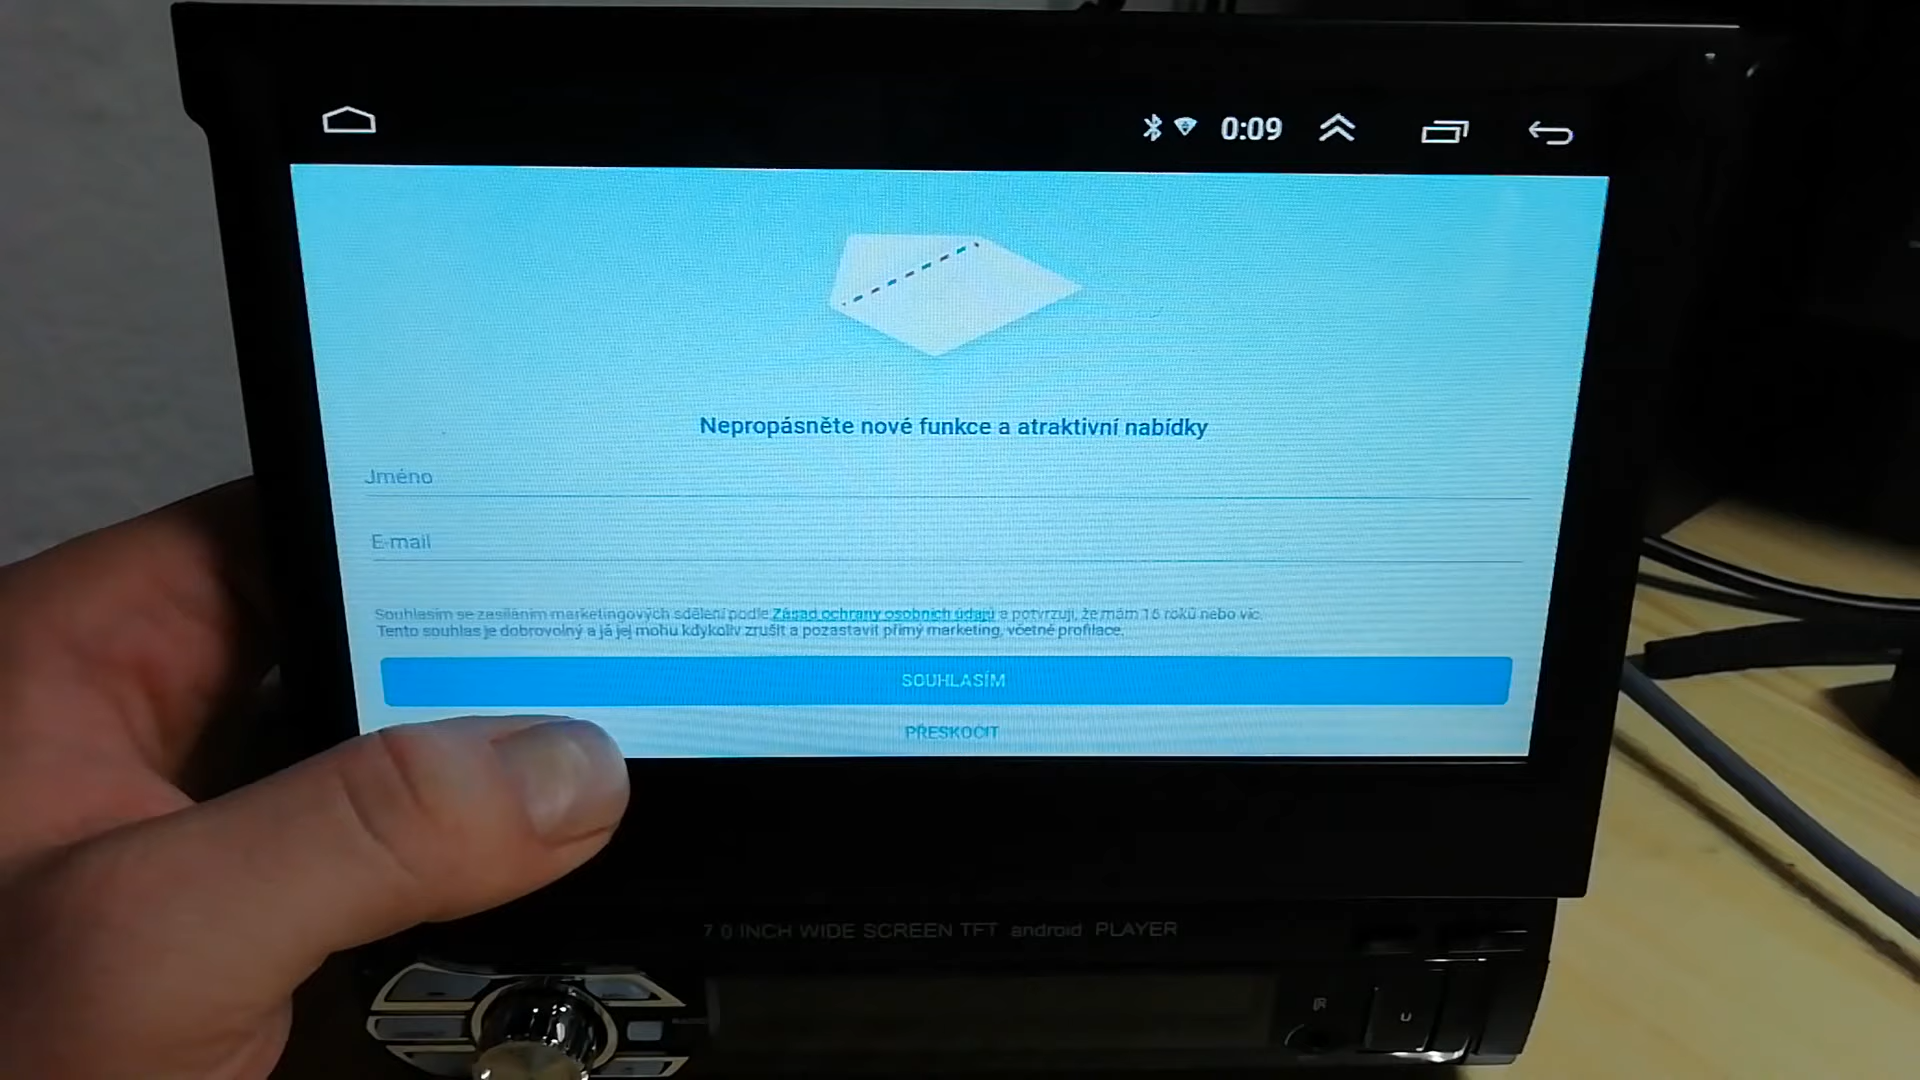 0:09
Nepropásněte nové funkce a atraktivní nabídky
Jméno
E-mail
Souhlasím se zasíláním marketingových sdělení podle Zásad ochrany osobních údajů a potvrzuji, že mám 16 roků nebo víc.
Tento souhlas je dobrovolný a já jej mohu kdykoliv zrušit a pozastavit přímý marketing, včetně profilace.
SOUHLASÍM
PŘESKOČIT
7.0 INCH WIDE SCREEN TFT android PLAYER
IR